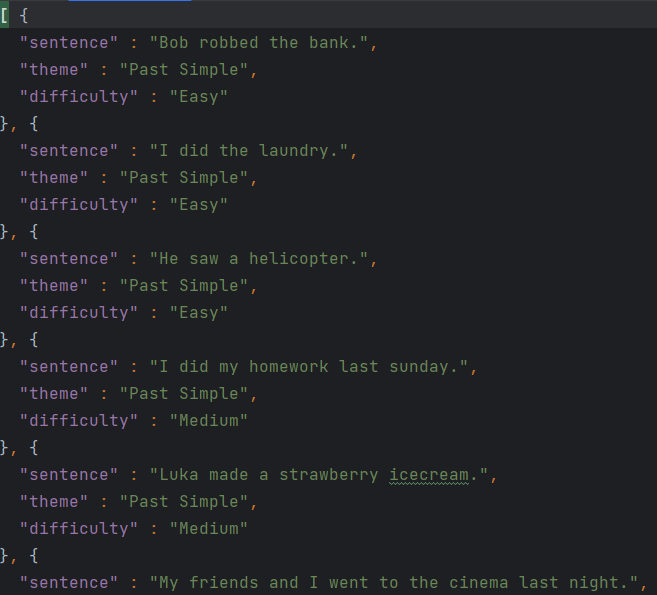 [ {
"sentence" : "Bob robbed the bank.",
"theme" : "Past Simple",
"difficulty" : "Easy"
}, {
"sentence" : "I did the laundry.",
"theme" : "Past Simple",
"difficulty" : "Easy"
}, {
"sentence" : "He saw a helicopter.",
"theme" : "Past Simple",
"difficulty" : "Easy"
}, {
"sentence" : "I did my homework last sunday.",
"theme" : "Past Simple",
"difficulty" : "Medium"
}, {
"sentence" : "Luka made a strawberry icecream.",
"theme" : "Past Simple",
"difficulty" : "Medium"
}, {
"sentence" : "My friends and I went to the cinema last night.",